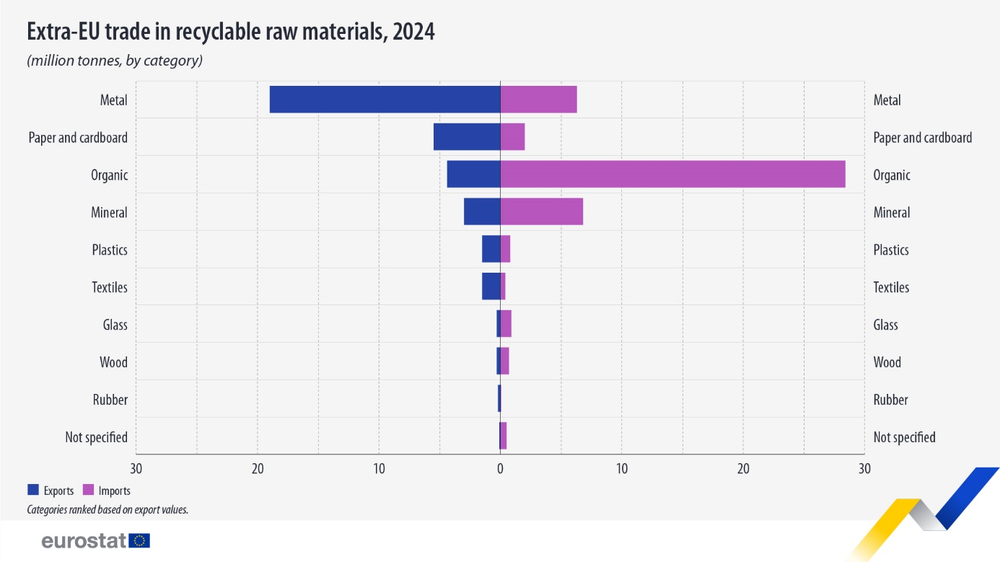 Extra-EU trade in recyclable raw materials, 2024
(million tonnes, by category)
Metal Metal
Paper and cardboard Paper and cardboard
Organic Organic
Mineral Mineral
Plastics Plastics
Textiles Textiles
Glass Glass
Wood Wood
Rubber Rubber
Not specified Not specified
30 20 10 0 10 20 30
Exports Imports
Categories ranked based on export values.
eurostat